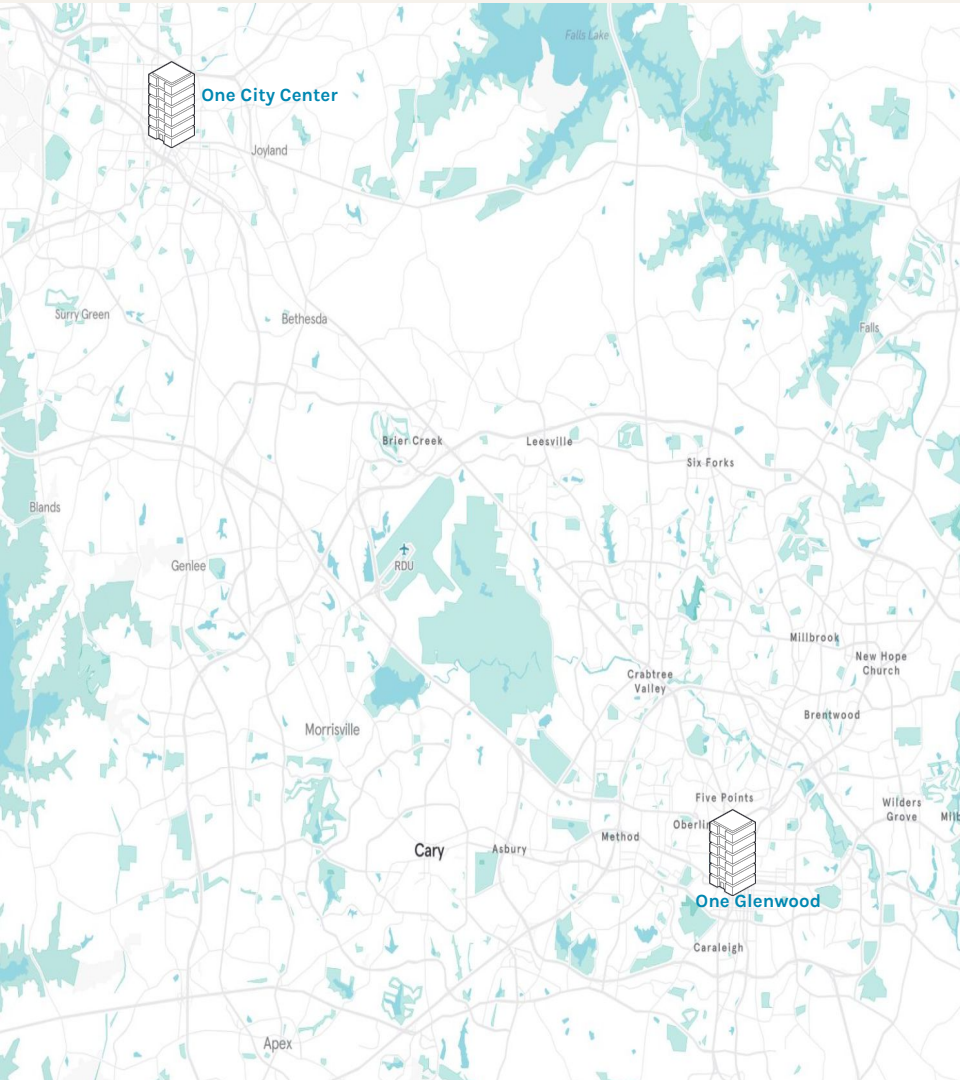 Falls Lake
One City Center
Joyland
Surry Green
Bethesda
Falls
Brier Creek
Leesville
Six Forks
Blands
RDU
Genlee
Millbrook
New Hope
Church
Crabtree
Valley
Brentwood
Morrisville
Five Points
Wilders
Grove
Milb
Oberlin
Method
Cary
Asbury
One Glenwood
Caraleigh
Apex